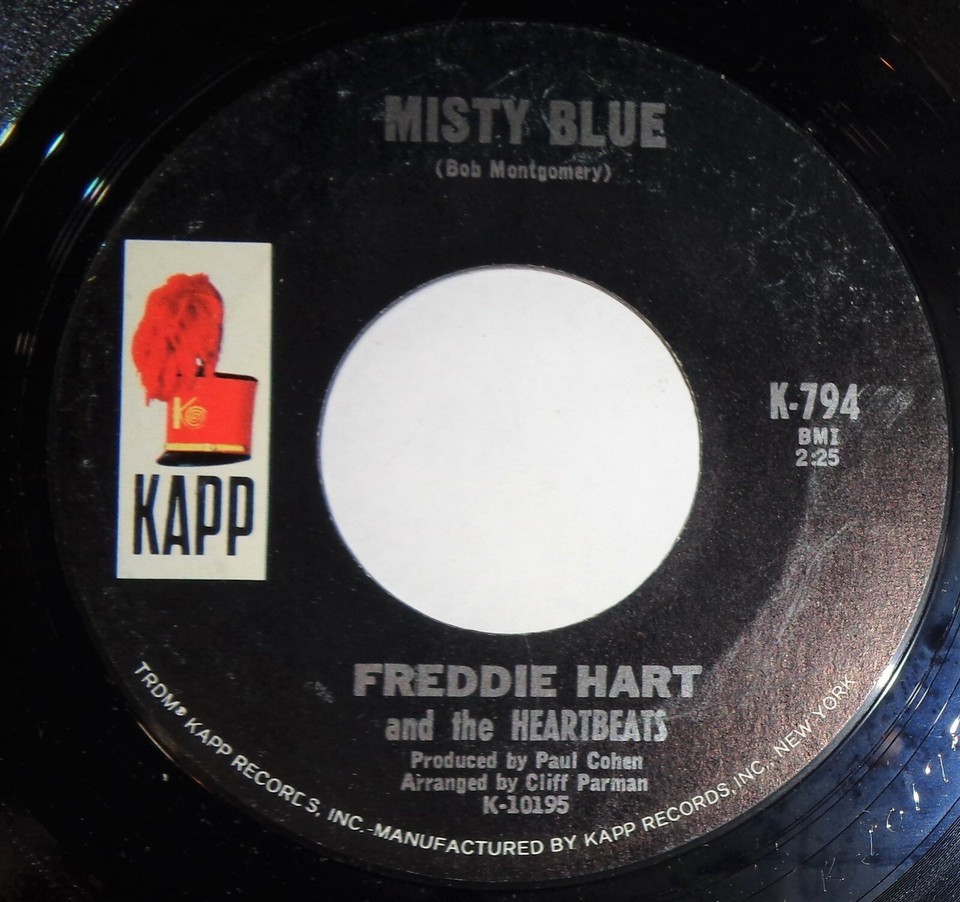 MISTY BLUE
(Bob Montgomery)
K
KAPP
K-794
BMI
2:25
FREDDIE HART
and the HEARTBEATS
Produced by Paul Cohen
Arranged by Cliff Parman
K-10195
TRDM® KAPP RECORDS, INC.-MANUFACTURED BY KAPP RECORDS, INC., NEW YORK